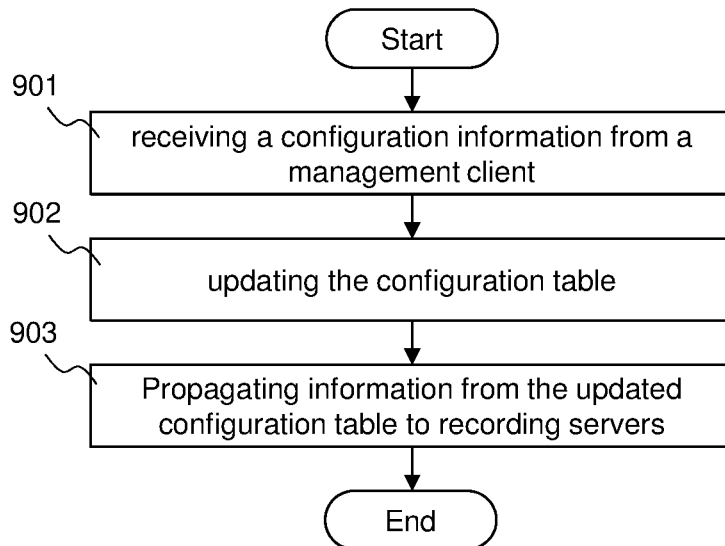 Start
901
receiving a configuration information from a
management client
902
updating the configuration table
903
Propagating information from the updated
configuration table to recording servers
End